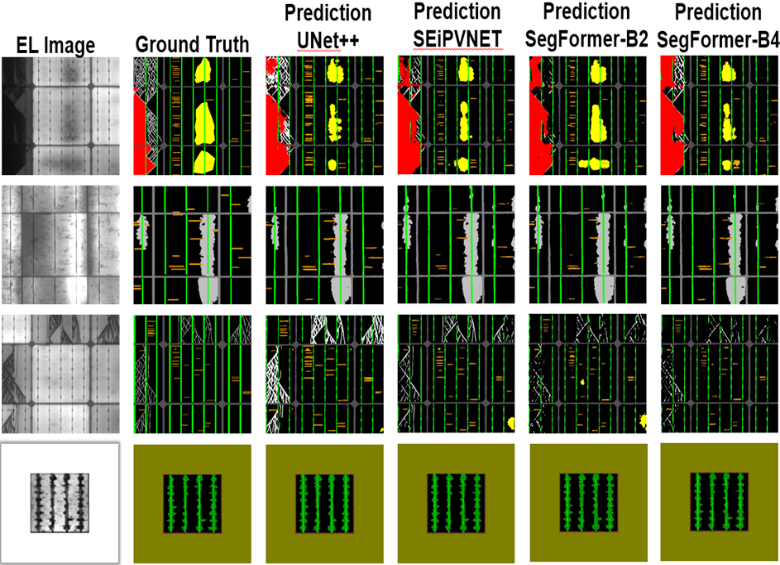 EL Image
Ground Truth
Prediction
UNet++
Prediction
SEiPVNET
Prediction
SegFormer-B2
Prediction
SegFormer-B4